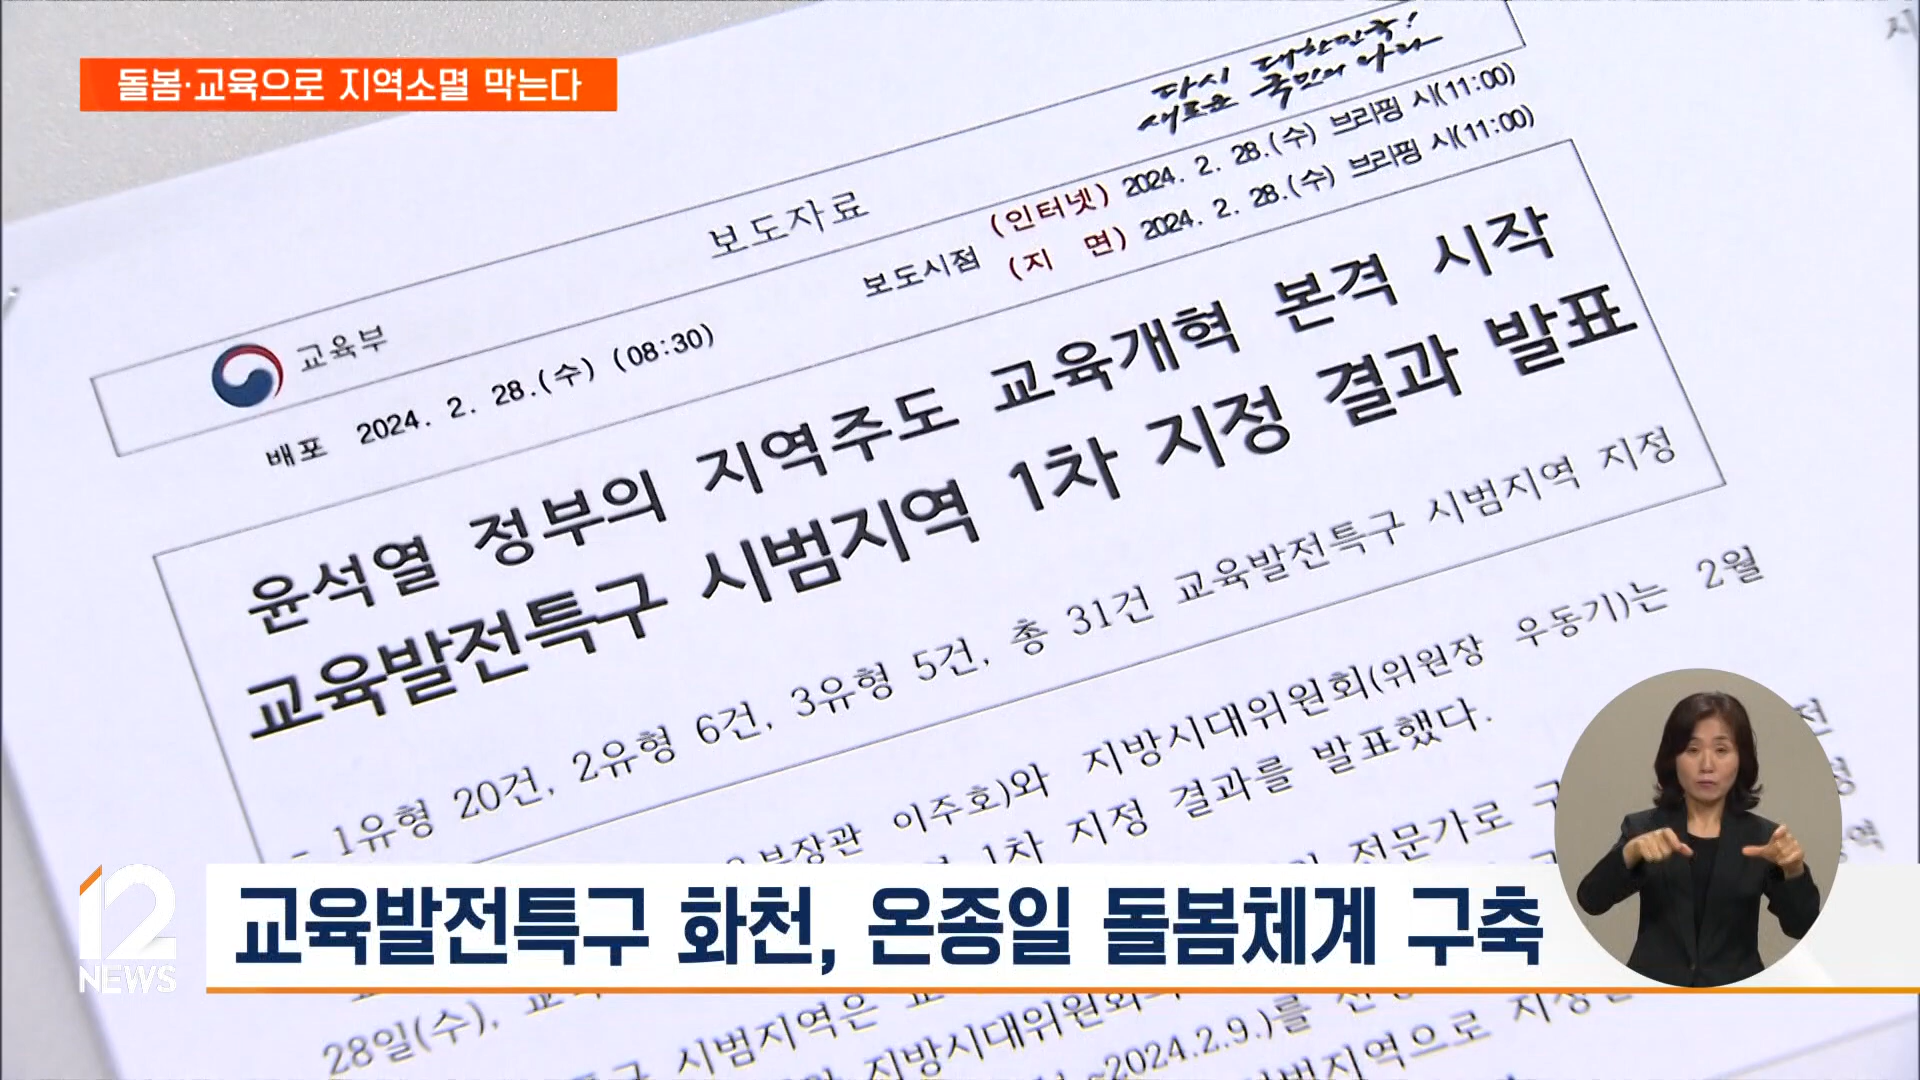 돌봄·교육으로 지역소멸 막는다
다시 대한민국!
새로운 국민의 나라
보도자료
교육부
보도시점 (인터넷) 2024. 2. 28.(수) 브리핑 시(11:00)
(지 면) 2024. 2. 28.(수) 브리핑 시(11:00)
배포 2024. 2. 28.(수) (08:30)
윤석열 정부의 지역주도 교육개혁 본격 시작
교육발전특구 시범지역 1차 지정 결과 발표
- 1유형 20건, 2유형 6건, 3유형 5건, 총 31건 교육발전특구 시범지역 지정
부장관 이주호)와 지방시대위원회(위원장 우동기)는 2월
1차 지정 결과를 발표했다.
전문가로
12 NEWS
교육발전특구 화천, 온종일 돌봄체계 구축
28일(수),
시범지역은
지방시대위원회
~2024.2.9.)를